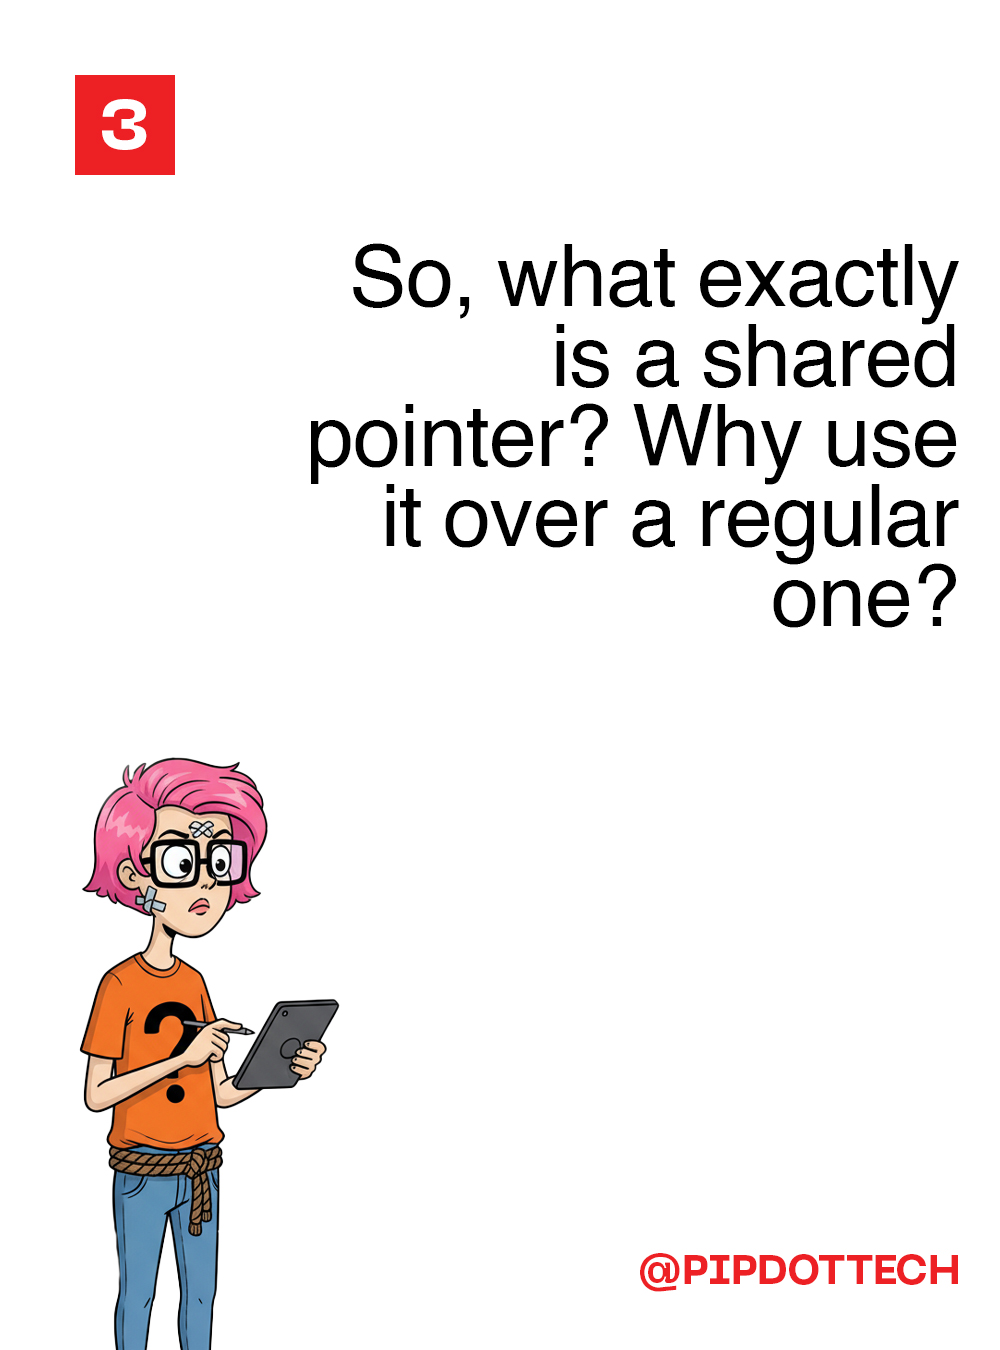 3
So, what exactly
is a shared
pointer? Why use
it over a regular
one?
?
@PIPDOTTECH